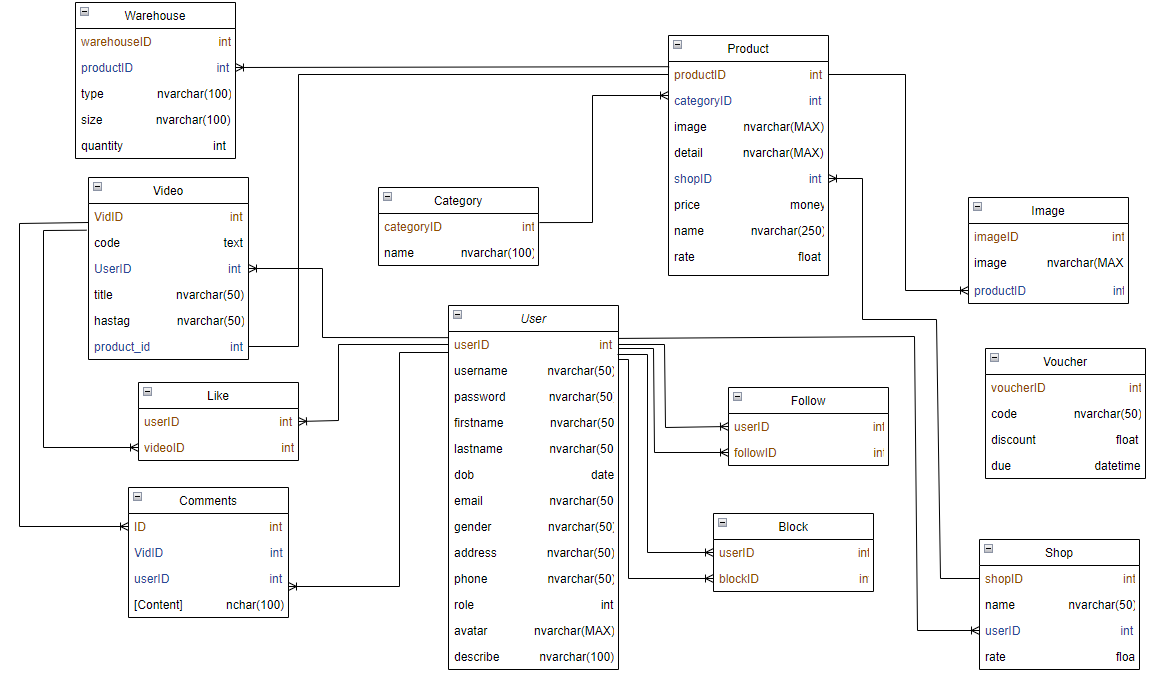 Warehouse
warehouseID int
productID int
type nvarchar(100)
size nvarchar(100)
quantity int
Product
productID int
categoryID int
image nvarchar(MAX)
detail nvarchar(MAX)
shopID int
price money
name nvarchar(250)
rate float
Video
VidID int
code text
UserID int
title nvarchar(50)
hastag nvarchar(50)
product_id int
Category
categoryID int
name nvarchar(100)
Image
imageID int
image nvarchar(MAX
productID int
User
userID int
username nvarchar(50)
password nvarchar(50
firstname nvarchar(50
lastname nvarchar(50
dob date
email nvarchar(50
gender nvarchar(50)
address nvarchar(50)
phone nvarchar(50)
role int
avatar nvarchar(MAX)
describe nvarchar(100)
Voucher
voucherID int
code nvarchar(50)
discount float
due datetime
Like
userID int
videoID int
Follow
userID int
followID int
Comments
ID int
VidID int
userID int
[Content] nchar(100)
Block
userID int
blockID in
Shop
shopID int
name nvarchar(50)
userID int
rate floa